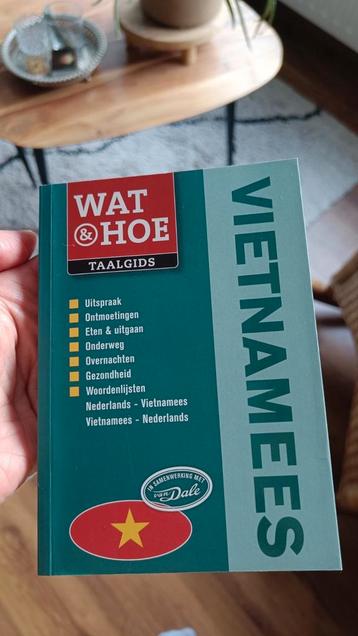 WAT
& HOE
TAALGIDS
Uitspraak
Ontmoetingen
Eten & uitgaan
Onderweg
Overnachten
Gezondheid
Woordenlijsten
Nederlands - Vietnamees
Vietnamees - Nederlands
IN SAMENWERKING MET
van Dale
VIETNAMEES